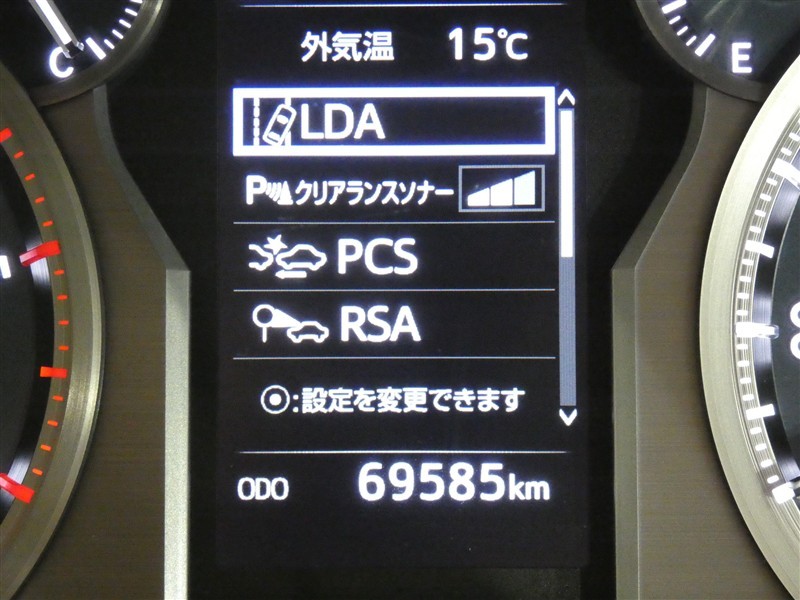 外気温 15℃
C
E
LDA
Pクリアランスソナー
PCS
RSA
⦿:設定を変更できます
ODO 69585km